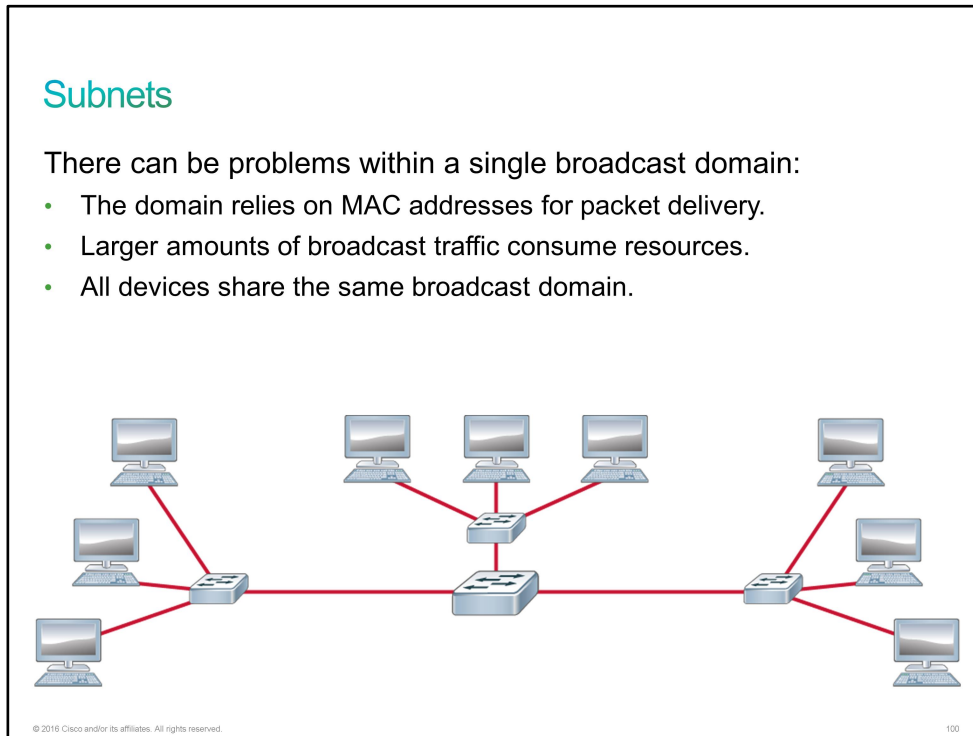 Subnets
There can be problems within a single broadcast domain:
• The domain relies on MAC addresses for packet delivery.
• Larger amounts of broadcast traffic consume resources.
• All devices share the same broadcast domain.
© 2016 Cisco and/or its affiliates. All rights reserved.
100